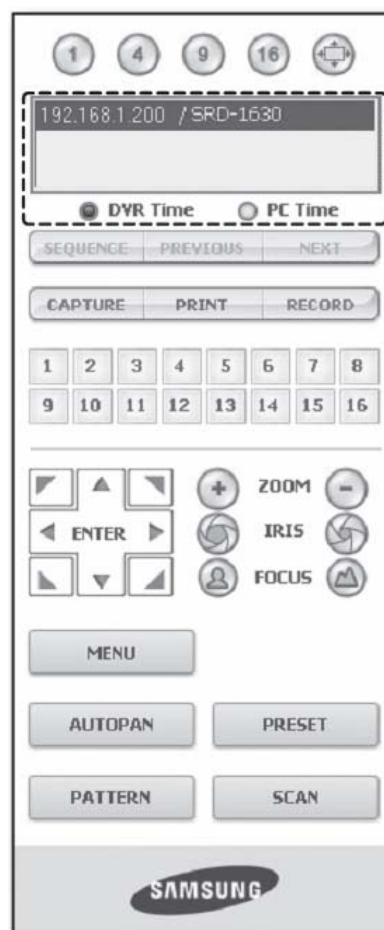 1 4 9 16
192.168.1.200 / SRD-1630
DVR Time PC Time
SEQUENCE PREVIOUS NEXT
CAPTURE PRINT RECORD
1 2 3 4 5 6 7 8
9 10 11 12 13 14 15 16
ZOOM
ENTER IRIS
FOCUS
MENU
AUTOPAN PRESET
PATTERN SCAN
SAMSUNG